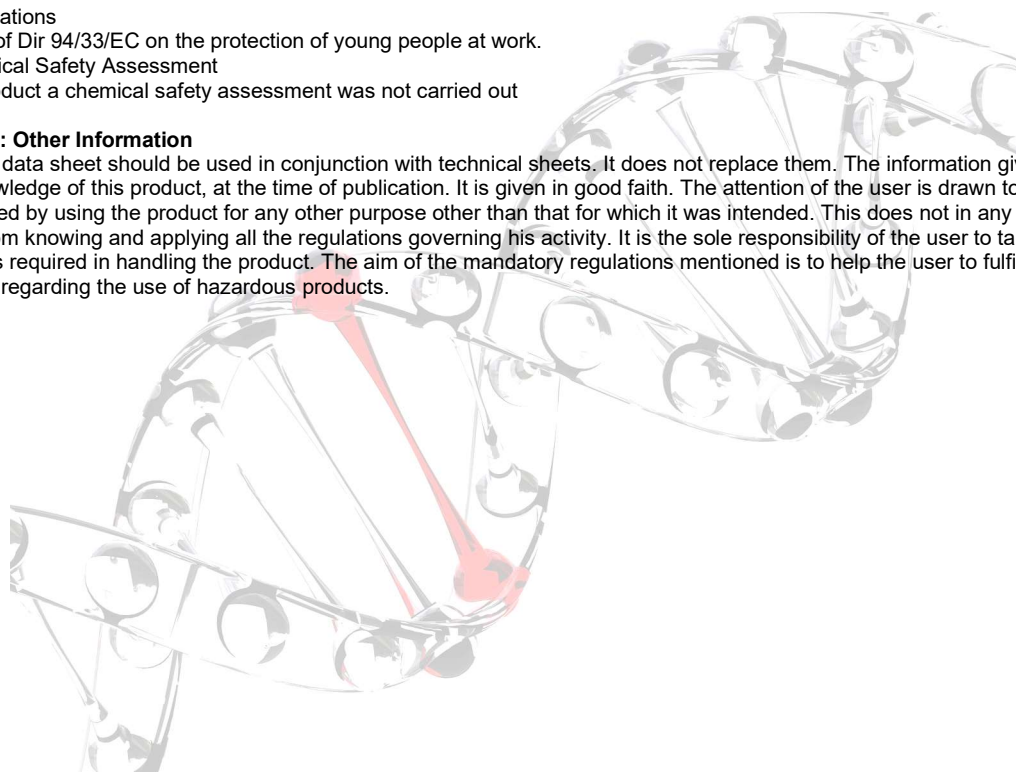 ations
of Dir 94/33/EC on the protection of young people at work.
ical Safety Assessment
oduct a chemical safety assessment was not carried out
: Other Information
data sheet should be used in conjunction with technical sheets. It does not replace them. The information gi
wledge of this product, at the time of publication. It is given in good faith. The attention of the user is drawn to
ed by using the product for any other purpose other than that for which it was intended. This does not in any
om knowing and applying all the regulations governing his activity. It is the sole responsibility of the user to ta
s required in handling the product. The aim of the mandatory regulations mentioned is to help the user to fulfi
regarding the use of hazardous products.